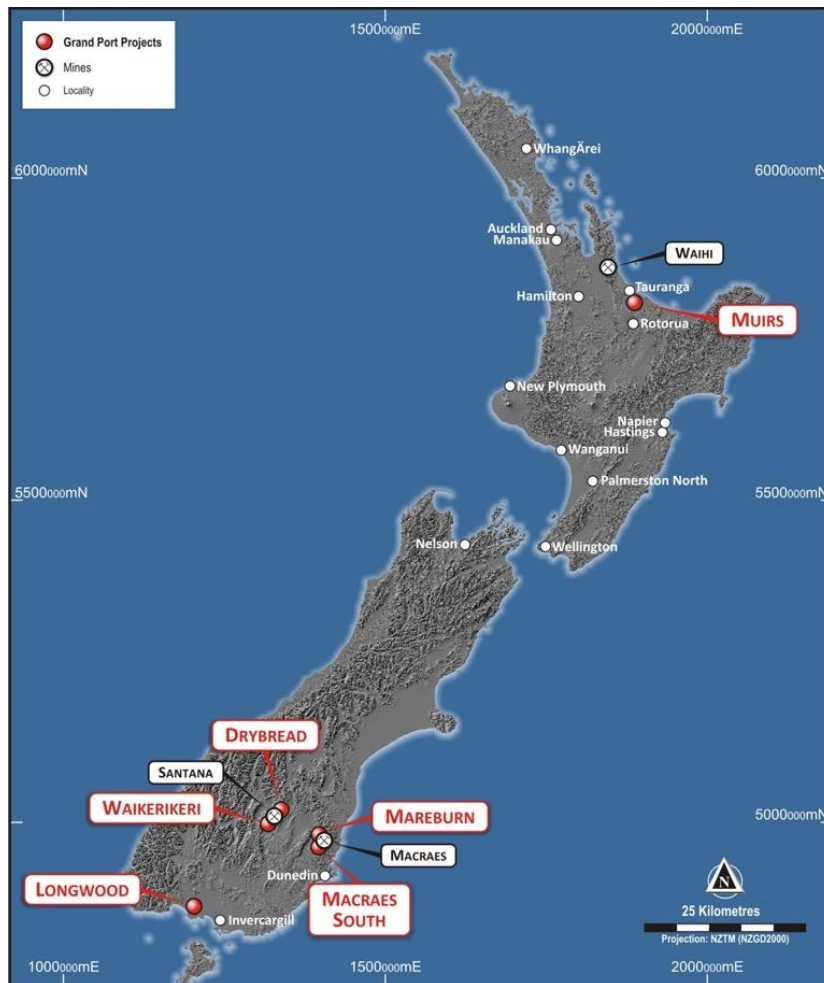 1500000mE 2000000mE
Grand Port Projects
Mines
Locality
WhangÄrei
6000000mN 6000000mN
Auckland
Manakau
WAIHI
Tauranga
Hamilton
MUIRS
Rotorua
New Plymouth
Napier
Hastings
Wanganui
Palmerston North
5500000mN 5500000mN
Nelson
Wellington
DRYBREAD
SANTANA
WAIKERIKERI
MAREBURN
5000000mN
MACRAES
Dunedin
LONGWOOD
MACRAES
SOUTH
Invercargill
N
25 Kilometres
Projection: NZTM (NZGD2000)
1000000mE 1500000mE 2000000mE